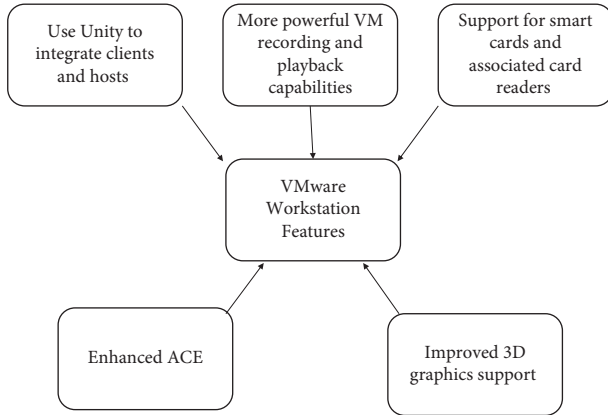 Use Unity to
integrate clients
and hosts
More powerful VM
recording and
playback
capabilities
Support for smart
cards and
associated card
readers
VMware
Workstation
Features
Enhanced ACE
Improved 3D
graphics support